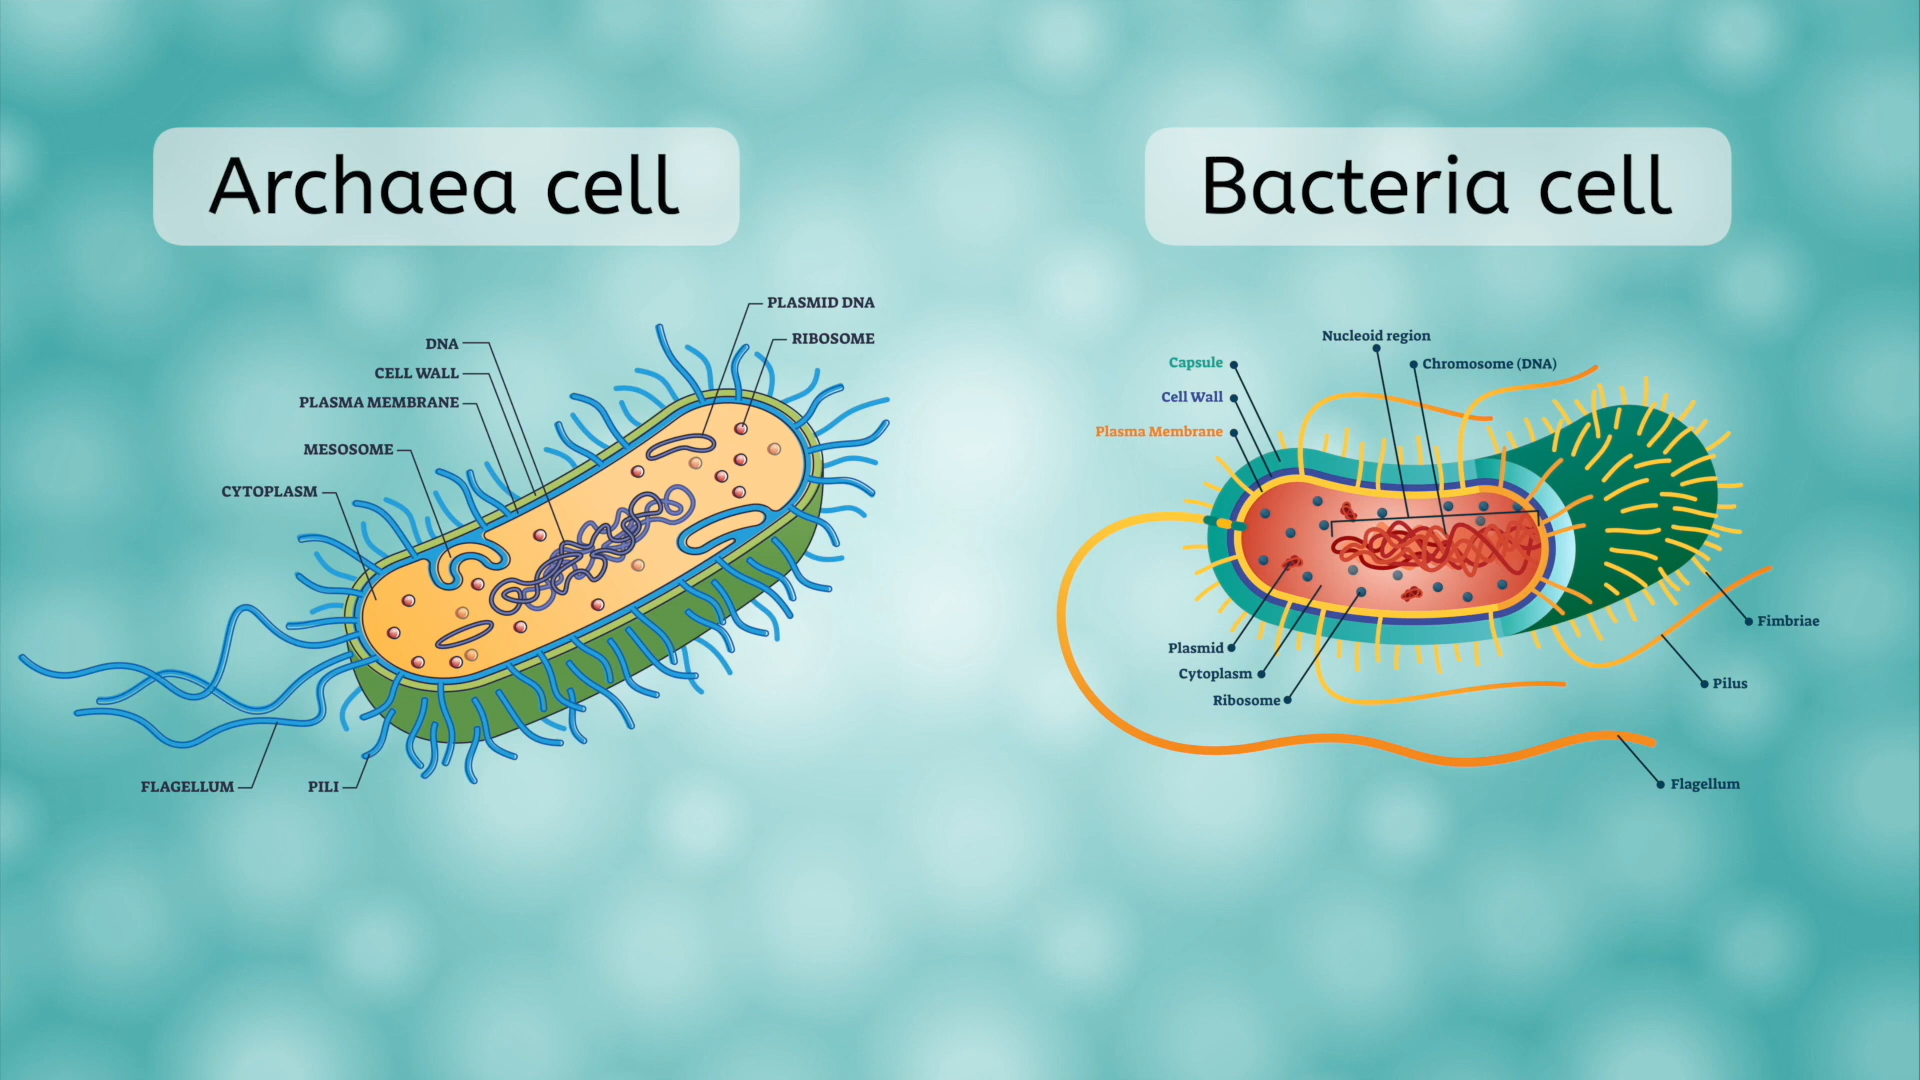 Archaea cell
PLASMID DNA
RIBOSOME
DNA
CELL WALL
PLASMA MEMBRANE
MESOSOME
CYTOPLASM
FLAGELLUM
PILI
Bacteria cell
Nucleoid region
Chromosome (DNA)
Capsule
Cell Wall
Plasma Membrane
Plasmid
Cytoplasm
Ribosome
Fimbriae
Pilus
Flagellum